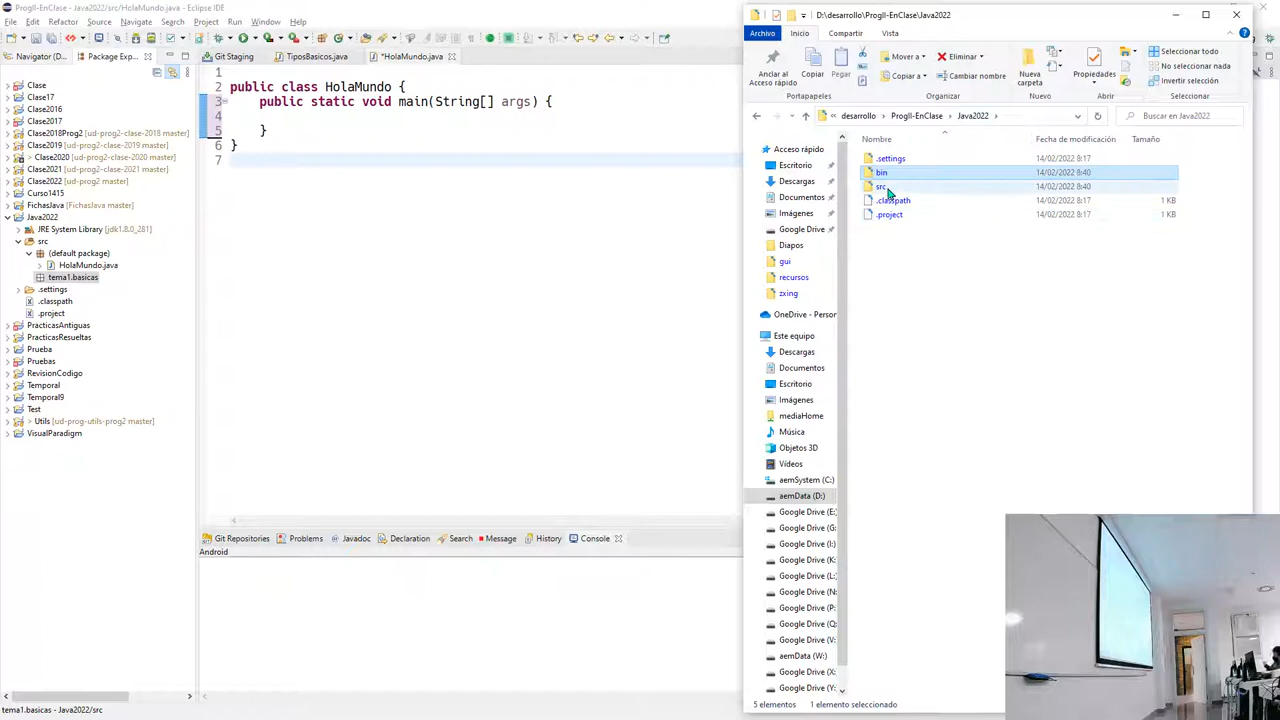 ProgII-EnClase - Java2022/src/HolaMundo.java - Eclipse IDE
File Edit Refactor Source Navigate Search Project Run Window Help
Navigator (D...
Package Exp...
Git Staging
TiposBasicos.java
*HolaMundo.java
Clase
Clase17
Clase2016
Clase2017
Clase2018Prog2 [ud-prog2-clase-2018 master]
Clase2019 [ud-prog2-clase-2019 master]
> Clase2020 [ud-prog2-clase-2020 master]
Clase2021 [ud-prog2-clase-2021 master]
Clase2022 [ud-prog2 master]
Curso1415
FichasJava [FichasJava master]
Java2022
JRE System Library [jdk1.8.0_281]
src
(default package)
HolaMundo.java
tema1.basicas
.settings
.classpath
.project
PracticasAntiguas
PracticasResueltas
Prueba
Pruebas
RevisionCodigo
Temporal
Temporal9
Test
> Utils [ud-prog-utils-prog2 master]
VisualParadigm
1
2 public class HolaMundo {
3 public static void main(String[] args) {
4
5 }
6 }
7
Git Repositories
Problems
Javadoc
Declaration
Search
Message
History
Console
Android
tema1.basicas - Java2022/src
D:\desarrollo\ProgII-EnClase\Java2022
Archivo Inicio Compartir Vista
Anclar al
Acceso rápido
Copiar
Pegar
Portapapeles
Mover a
Copiar a
Eliminar
Cambiar nombre
Organizar
Nueva
carpeta
Nuevo
Propiedades
Abrir
Seleccionar todo
No seleccionar nada
Invertir selección
Seleccionar
« desarrollo > ProgII-EnClase > Java2022 >
Buscar en Java2022
Nombre Fecha de modificación Tamaño
.settings 14/02/2022 8:17
bin 14/02/2022 8:40
src 14/02/2022 8:40
.classpath 14/02/2022 8:17 1 KB
.project 14/02/2022 8:17 1 KB
Acceso rápido
Escritorio
Descargas
Documentos
Imágenes
Google Drive
Diapos
gui
recursos
zxing
OneDrive - Person
Este equipo
Descargas
Documentos
Escritorio
Imágenes
mediaHome
Música
Objetos 3D
Vídeos
aemSystem (C:)
aemData (D:)
Google Drive (E:
Google Drive (G:
Google Drive (I:)
Google Drive (K:
Google Drive (L:
Google Drive (N:
Google Drive (P:
Google Drive (Q:
Google Drive (V:
aemData (W:)
Google Drive (X:
Google Drive (Y:
5 elementos 1 elemento seleccionado